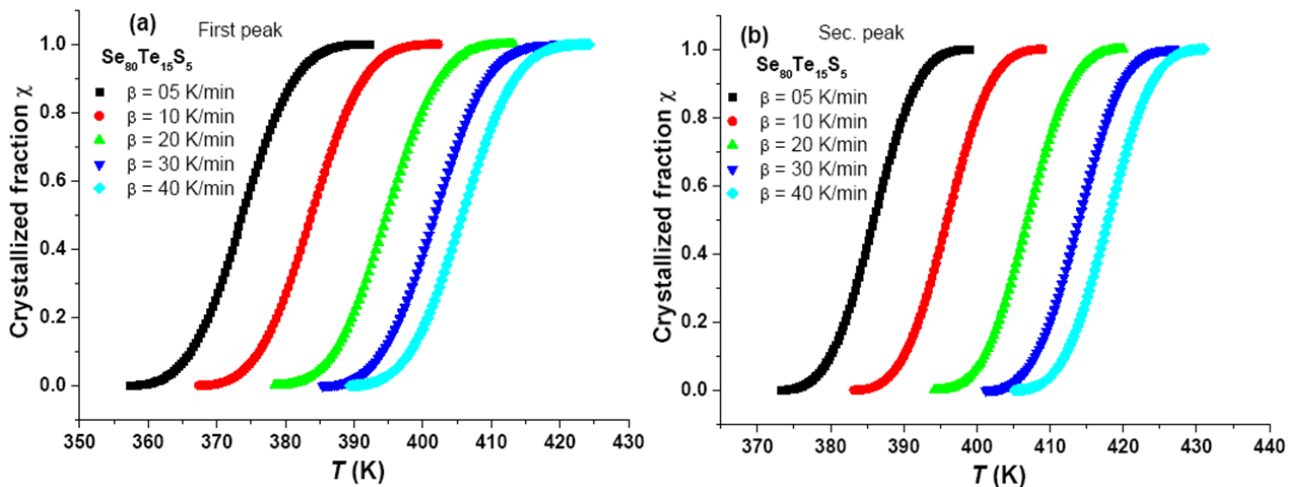 (a)
First peak
Se₈₀Te₁₅S₅
β = 05 K/min
β = 10 K/min
β = 20 K/min
β = 30 K/min
β = 40 K/min
Crystallized fraction χ
1.0
0.8
0.6
0.4
0.2
0.0
350 360 370 380 390 400 410 420 430
T (K)
(b)
Sec. peak
Se₈₀Te₁₅S₅
β = 05 K/min
β = 10 K/min
β = 20 K/min
β = 30 K/min
β = 40 K/min
Crystallized fraction χ
1.0
0.8
0.6
0.4
0.2
0.0
370 380 390 400 410 420 430 440
T (K)